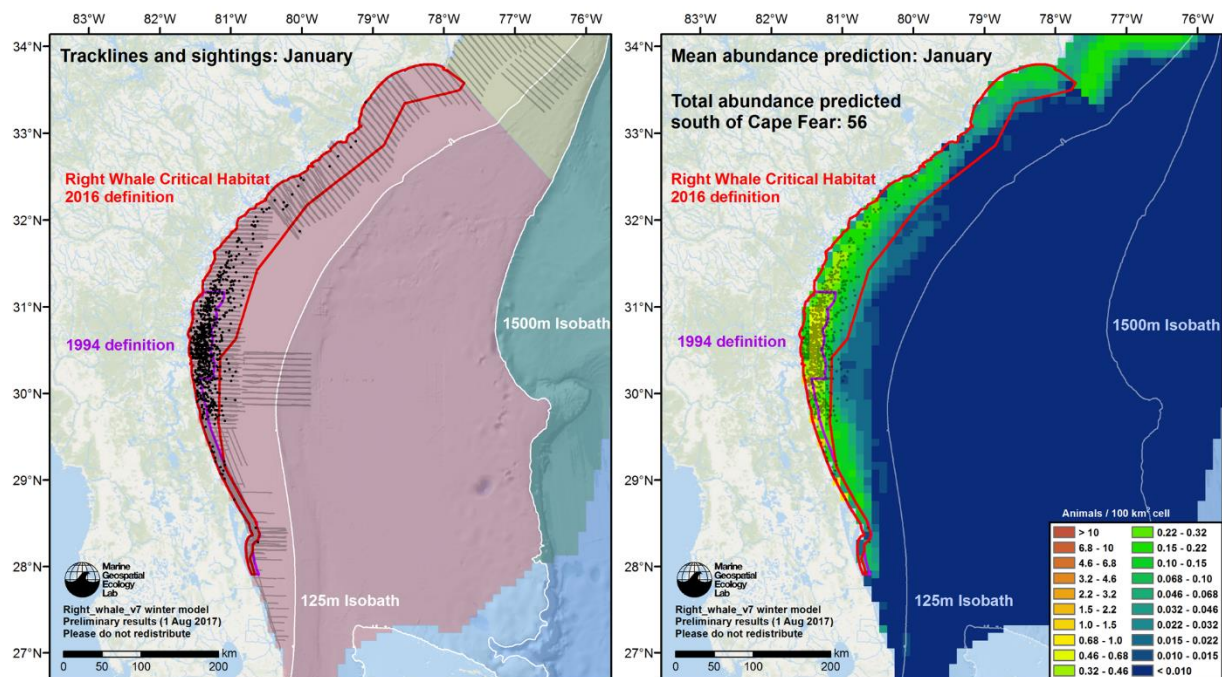 83°W 82°W 81°W 80°W 79°W 78°W 77°W 76°W
34°N
33°N
32°N
31°N
30°N
29°N
28°N
27°N
Tracklines and sightings: January
Right Whale Critical Habitat
2016 definition
1994 definition
1500m Isobath
125m Isobath
Marine
Geospatial
Ecology
Lab
Right_whale_v7 winter model
Preliminary results (1 Aug 2017)
Please do not redistribute
km
0 50 100 200
83°W 82°W 81°W 80°W 79°W 78°W 77°W 76°W
34°N
33°N
32°N
31°N
30°N
29°N
28°N
27°N
Mean abundance prediction: January
Total abundance predicted
south of Cape Fear: 56
Right Whale Critical Habitat
2016 definition
1994 definition
1500m Isobath
125m Isobath
Marine
Geospatial
Ecology
Lab
Right_whale_v7 winter model
Preliminary results (1 Aug 2017)
Please do not redistribute
km
0 50 100 200
Animals / 100 km² cell
> 10 0.22 - 0.32
6.8 - 10 0.15 - 0.22
4.6 - 6.8 0.10 - 0.15
3.2 - 4.6 0.068 - 0.10
2.2 - 3.2 0.046 - 0.068
1.5 - 2.2 0.032 - 0.046
1.0 - 1.5 0.022 - 0.032
0.68 - 1.0 0.015 - 0.022
0.46 - 0.68 0.010 - 0.015
0.32 - 0.46 < 0.010